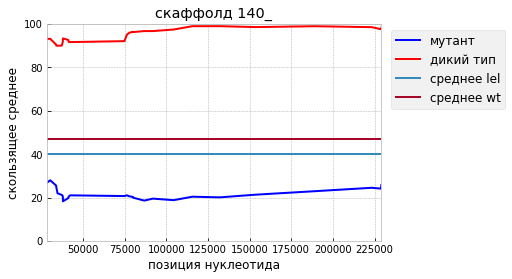 скаффолд 140_
100
80
60
40
20
0
скользящее среднее
50000 75000 100000 125000 150000 175000 200000 225000
позиция нуклеотида
мутант
дикий тип
среднее lel
среднее wt